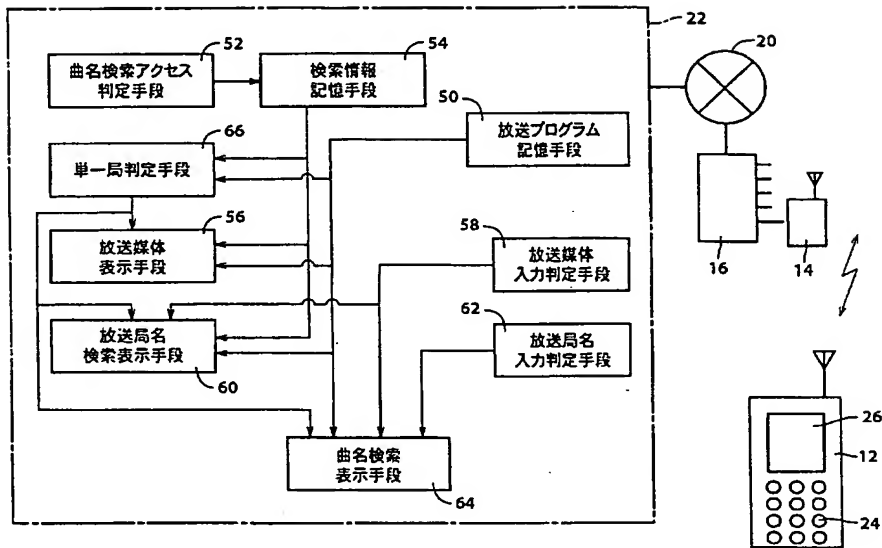 52
曲名検索アクセス
判定手段
54
検索情報
記憶手段
22
20
50
放送プログラム
記憶手段
66
単一局判定手段
56
放送媒体
表示手段
58
放送媒体
入力判定手段
16
14
放送局名
検索表示手段
60
62
放送局名
入力判定手段
曲名検索
表示手段
64
26
12
24